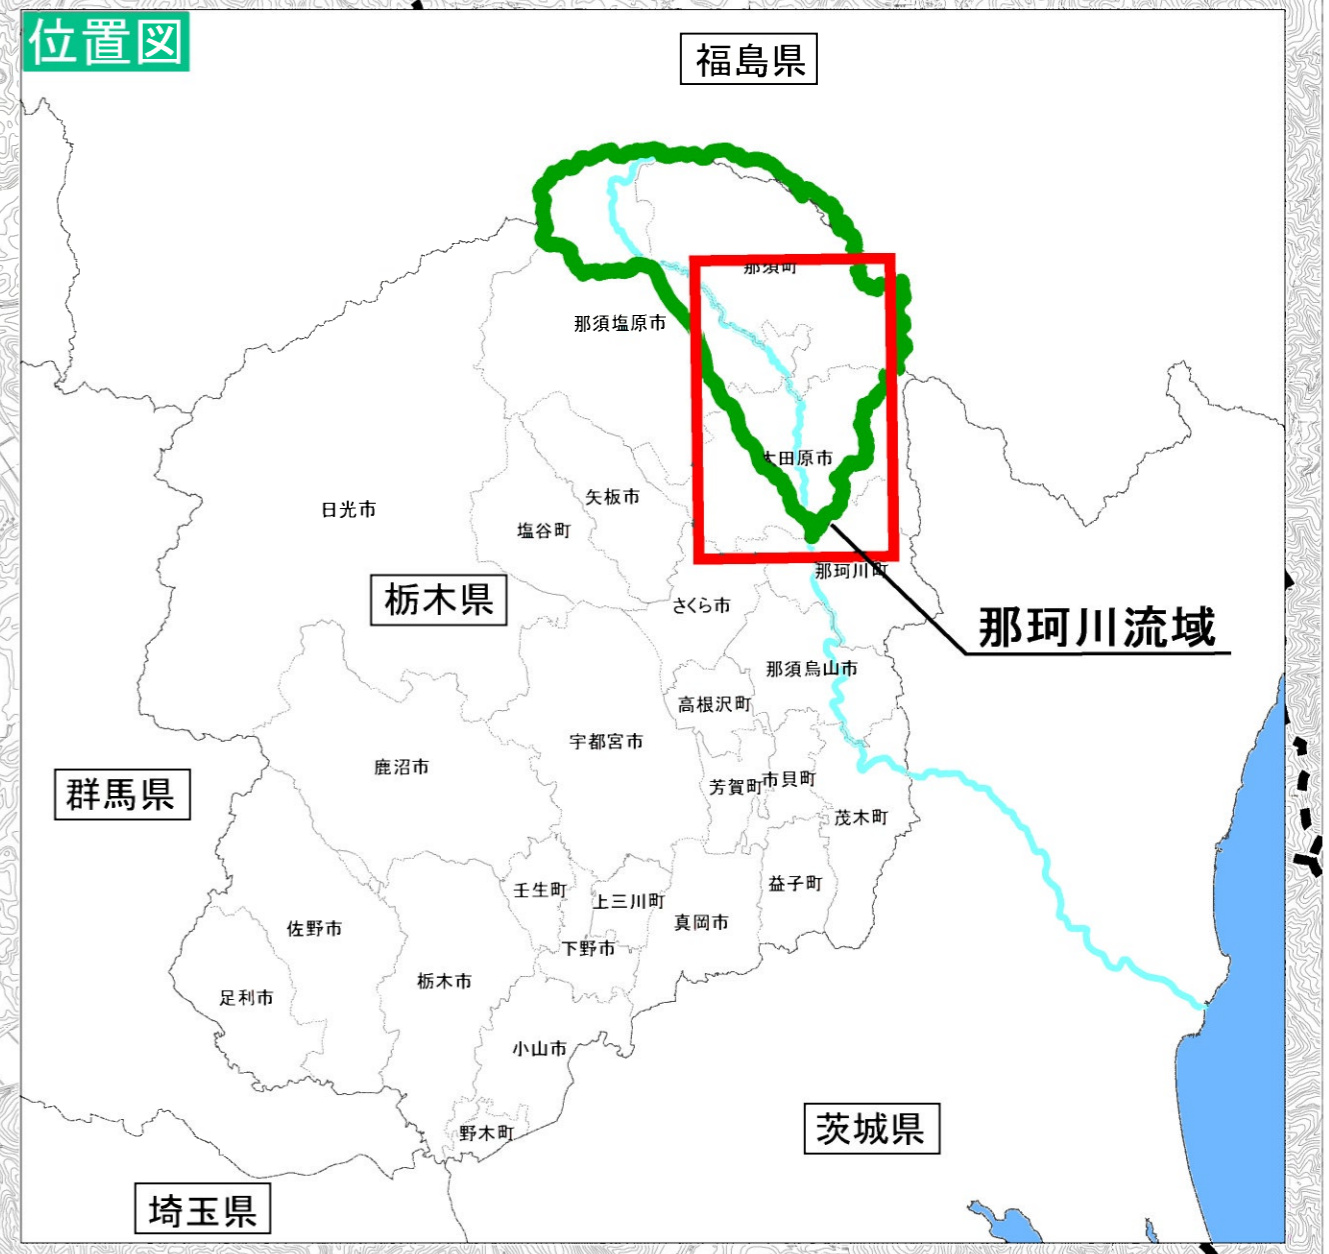 位置図
福島県
那須町
那須塩原市
大田原市
矢板市
日光市
塩谷町
那珂川町
栃木県
さくら市
那珂川流域
那須烏山市
高根沢町
宇都宮市
鹿沼市
市貝町
芳賀町
群馬県
茂木町
益子町
壬生町
上三川町
真岡市
佐野市
下野市
栃木市
足利市
小山市
茨城県
野木町
埼玉県